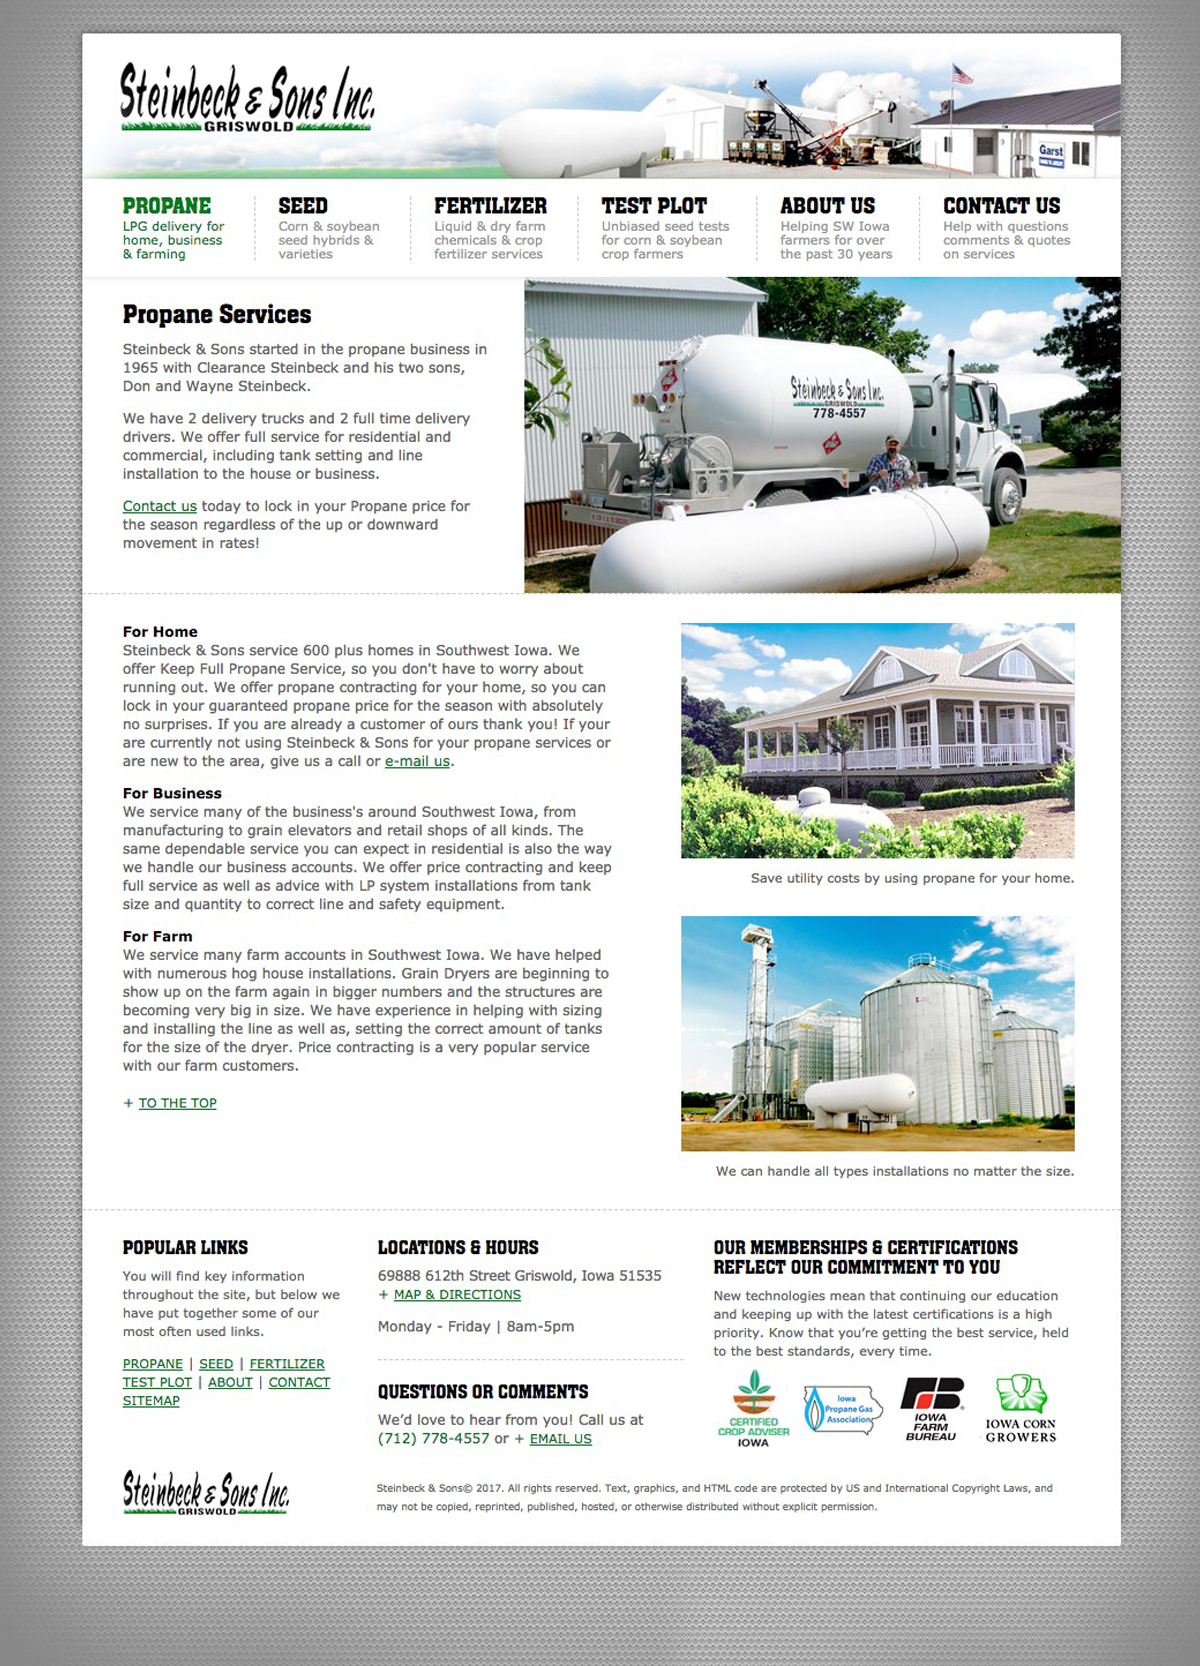 Steinbeck & Sons Inc.
GRISWOLD
Garst
PROPANE
LPG delivery for
home, business
& farming
SEED
Corn & soybean
seed hybrids &
varieties
FERTILIZER
Liquid & dry farm
chemicals & crop
fertilizer services
TEST PLOT
Unbiased seed tests
for corn & soybean
crop farmers
ABOUT US
Helping SW Iowa
farmers for over
the past 30 years
CONTACT US
Help with questions
comments & quotes
on services
Propane Services
Steinbeck & Sons started in the propane business in
1965 with Clearance Steinbeck and his two sons,
Don and Wayne Steinbeck.
We have 2 delivery trucks and 2 full time delivery
drivers. We offer full service for residential and
commercial, including tank setting and line
installation to the house or business.
Contact us today to lock in your Propane price for
the season regardless of the up or downward
movement in rates!
Steinbeck & Sons Inc.
GRISWOLD
778-4557
For Home
Steinbeck & Sons service 600 plus homes in Southwest Iowa. We
offer Keep Full Propane Service, so you don't have to worry about
running out. We offer propane contracting for your home, so you can
lock in your guaranteed propane price for the season with absolutely
no surprises. If you are already a customer of ours thank you! If your
are currently not using Steinbeck & Sons for your propane services or
are new to the area, give us a call or e-mail us.
For Business
We service many of the business's around Southwest Iowa, from
manufacturing to grain elevators and retail shops of all kinds. The
same dependable service you can expect in residential is also the way
we handle our business accounts. We offer price contracting and keep
full service as well as advice with LP system installations from tank
size and quantity to correct line and safety equipment.
For Farm
We service many farm accounts in Southwest Iowa. We have helped
with numerous hog house installations. Grain Dryers are beginning to
show up on the farm again in bigger numbers and the structures are
becoming very big in size. We have experience in helping with sizing
and installing the line as well as, setting the correct amount of tanks
for the size of the dryer. Price contracting is a very popular service
with our farm customers.
+ TO THE TOP
Save utility costs by using propane for your home.
We can handle all types installations no matter the size.
POPULAR LINKS
You will find key information
throughout the site, but below we
have put together some of our
most often used links.
PROPANE | SEED | FERTILIZER
TEST PLOT | ABOUT | CONTACT
SITEMAP
LOCATIONS & HOURS
69888 612th Street Griswold, Iowa 51535
+ MAP & DIRECTIONS
Monday - Friday | 8am-5pm
QUESTIONS OR COMMENTS
We’d love to hear from you! Call us at
(712) 778-4557 or + EMAIL US
OUR MEMBERSHIPS & CERTIFICATIONS
REFLECT OUR COMMITMENT TO YOU
New technologies mean that continuing our education
and keeping up with the latest certifications is a high
priority. Know that you’re getting the best service, held
to the best standards, every time.
CERTIFIED
CROP ADVISER
IOWA
Iowa
Propane Gas
Association
FB
IOWA
FARM
BUREAU
IOWA CORN
GROWERS
Steinbeck & Sons Inc.
GRISWOLD
Steinbeck & Sons© 2017. All rights reserved. Text, graphics, and HTML code are protected by US and International Copyright Laws, and
may not be copied, reprinted, published, hosted, or otherwise distributed without explicit permission.